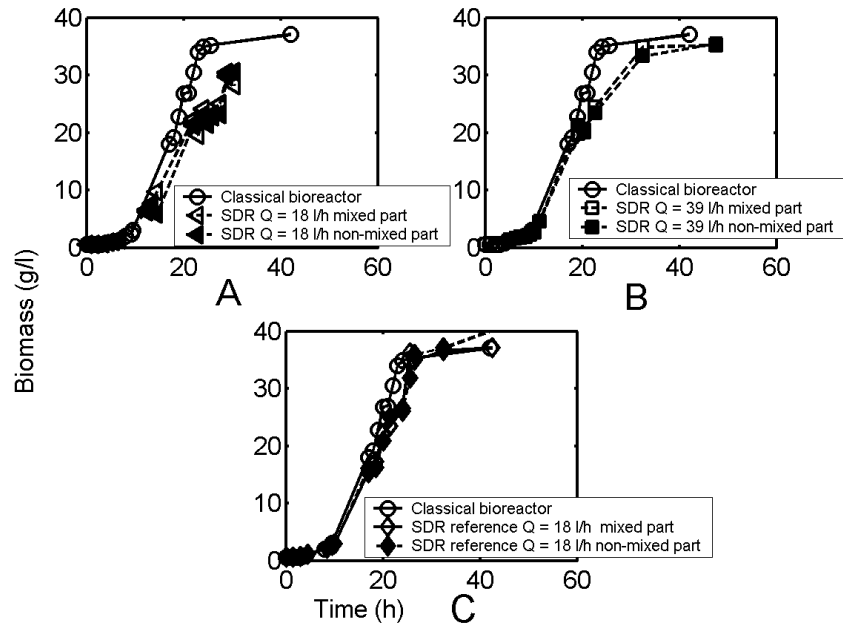 Biomass (g/l)
40
30
20
10
0
0
20
40
60
Classical bioreactor
SDR Q = 18 l/h mixed part
SDR Q = 18 l/h non-mixed part
A
40
30
20
10
0
0
20
40
60
Classical bioreactor
SDR Q = 39 l/h mixed part
SDR Q = 39 l/h non-mixed part
B
40
30
20
10
0
0
20
40
60
Classical bioreactor
SDR reference Q = 18 l/h mixed part
SDR reference Q = 18 l/h non-mixed part
Time (h)
C